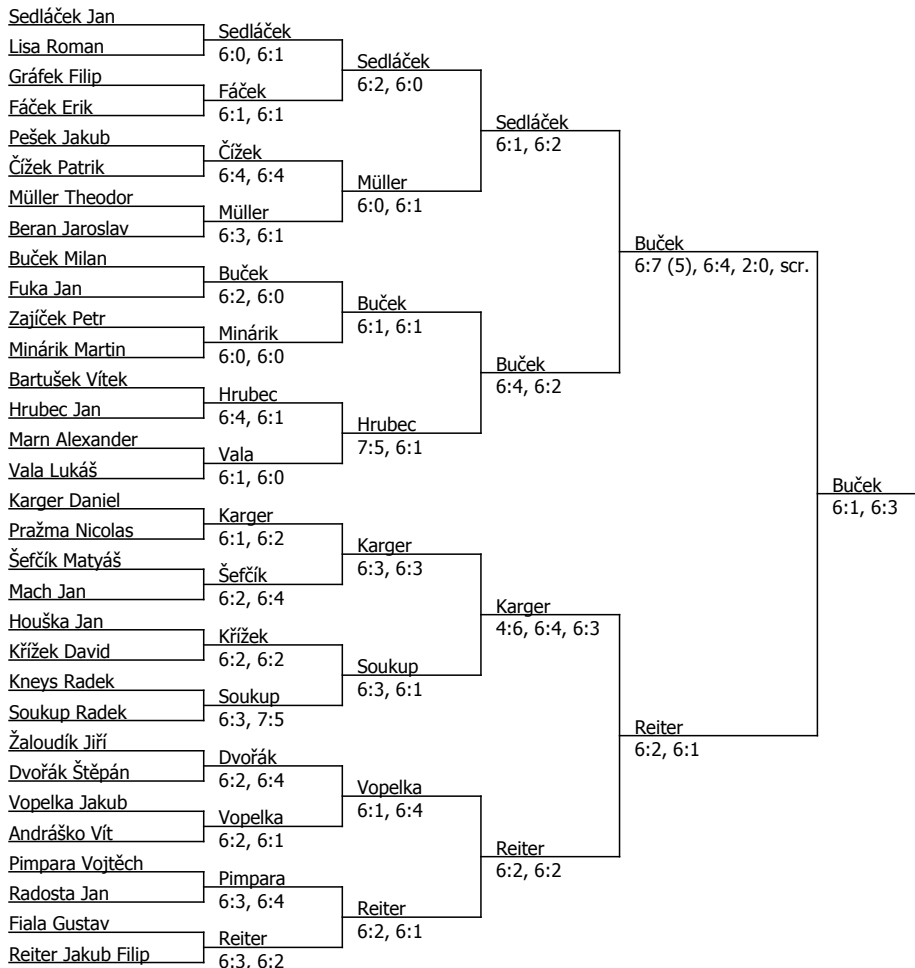 Sedláček Jan
Lisa Roman
Gráfek Filip
Fáček Erik
Pešek Jakub
Čížek Patrik
Müller Theodor
Beran Jaroslav
Buček Milan
Fuka Jan
Zajíček Petr
Minárik Martin
Bartušek Vítek
Hrubec Jan
Marn Alexander
Vala Lukáš
Karger Daniel
Pražma Nicolas
Šefčík Matyáš
Mach Jan
Houška Jan
Křížek David
Kneys Radek
Soukup Radek
Žaloudík Jiří
Dvořák Štěpán
Vopelka Jakub
Andráško Vít
Pimpara Vojtěch
Radosta Jan
Fiala Gustav
Reiter Jakub Filip
Sedláček
6:0, 6:1
Fáček
6:1, 6:1
Čížek
6:4, 6:4
Müller
6:3, 6:1
Buček
6:2, 6:0
Minárik
6:0, 6:0
Hrubec
6:4, 6:1
Vala
6:1, 6:0
Karger
6:1, 6:2
Šefčík
6:2, 6:4
Křížek
6:2, 6:2
Soukup
6:3, 7:5
Dvořák
6:2, 6:4
Vopelka
6:2, 6:1
Pimpara
6:3, 6:4
Reiter
6:3, 6:2
Sedláček
6:2, 6:0
Müller
6:0, 6:1
Buček
6:1, 6:1
Hrubec
7:5, 6:1
Karger
6:3, 6:3
Soukup
6:3, 6:1
Vopelka
6:1, 6:4
Reiter
6:2, 6:1
Sedláček
6:1, 6:2
Buček
6:4, 6:2
Karger
4:6, 6:4, 6:3
Reiter
6:2, 6:2
Buček
6:7 (5), 6:4, 2:0, scr.
Reiter
6:2, 6:1
Buček
6:1, 6:3